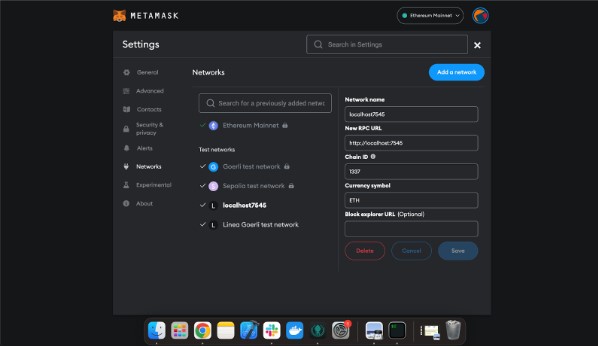 METAMASK
Ethereum Mainnet
Settings
Search in Settings
General
Networks
Add a network
Advanced
Contacts
Security & privacy
Alerts
Networks
Experimental
About
Search for a previously added netwo
Ethereum Mainnet
Test networks
Goerli test network
Sepolia test network
localhost7545
Linea Goerli test network
Network name
localhost7545
New RPC URL
http://localhost:7545
Chain ID
1337
Currency symbol
ETH
Block explorer URL (Optional)
Delete
Cancel
Save